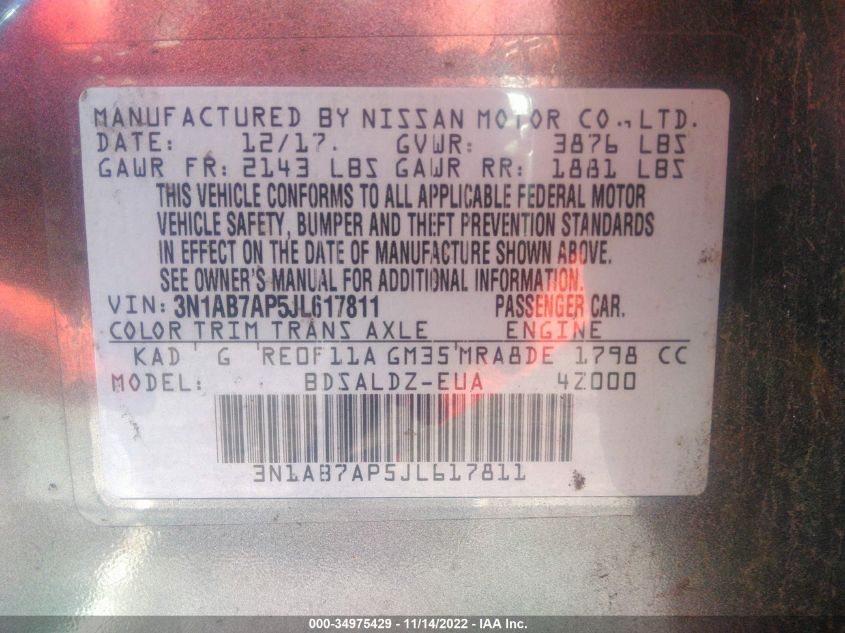 MANUFACTURED BY NISSAN MOTOR CO., LTD.
DATE: 12/17. GVWR: 3876 LBS
GAWR FR: 2143 LBS GAWR RR: 1881 LBS
THIS VEHICLE CONFORMS TO ALL APPLICABLE FEDERAL MOTOR
VEHICLE SAFETY, BUMPER AND THEFT PREVENTION STANDARDS
IN EFFECT ON THE DATE OF MANUFACTURE SHOWN ABOVE.
SEE OWNER'S MANUAL FOR ADDITIONAL INFORMATION.
VIN: 3N1AB7AP5JL617811 PASSENGER CAR.
COLOR TRIM TRANS AXLE ENGINE
KAD ' G ' RE0F11A GM35 ' MRA8DE 1798 CC
MODEL: BDSALDZ-EUA 4Z000
3N1AB7AP5JL617811
000-34975429 - 11/14/2022 - IAA Inc.